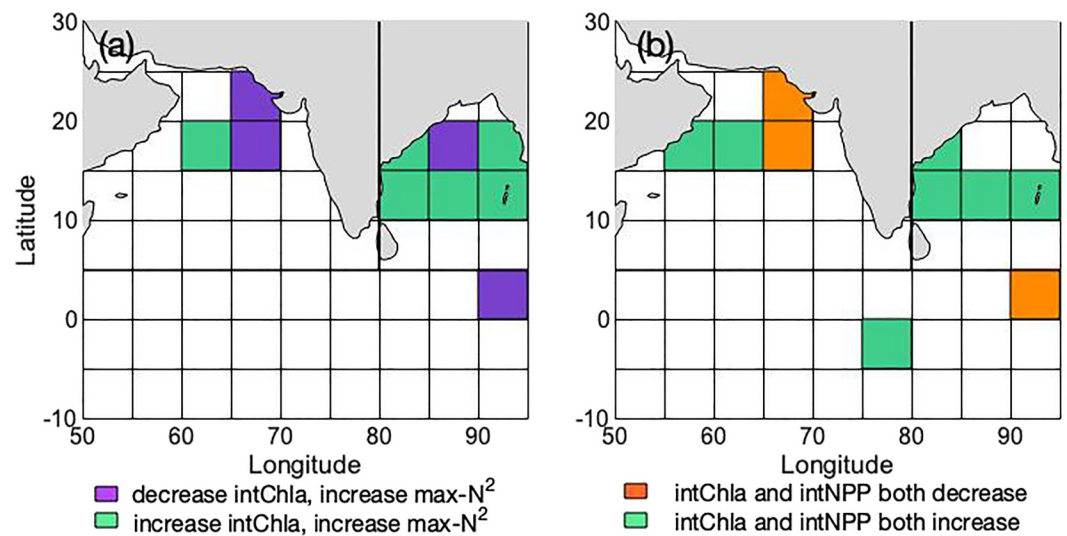 30
(a)
20
10
0
-10
Latitude
50 60 70 80 90
Longitude
decrease intChla, increase max-N²
increase intChla, increase max-N²
30
(b)
20
10
0
-10
50 60 70 80 90
Longitude
intChla and intNPP both decrease
intChla and intNPP both increase